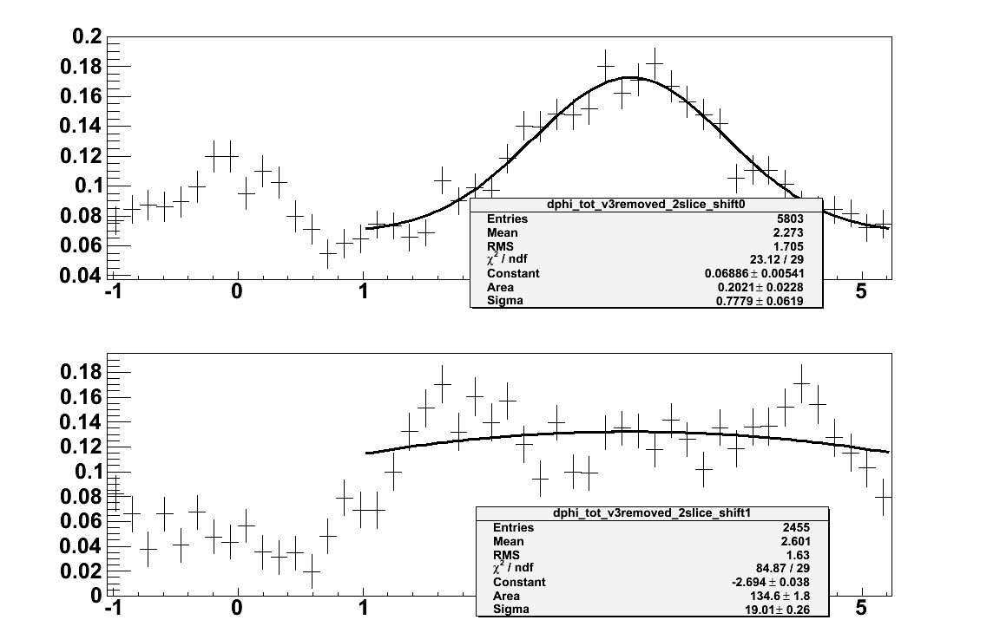 0.2
0.18
0.16
0.14
0.12
0.1
0.08
0.06
0.04
-1 0 1 5
dphi_tot_v3removed_2slice_shift0
Entries 5803
Mean 2.273
RMS 1.705
χ² / ndf 23.12 / 29
Constant 0.06886 ± 0.00541
Area 0.2021 ± 0.0228
Sigma 0.7779 ± 0.0619
0.18
0.16
0.14
0.12
0.1
0.08
0.06
0.04
0.02
0
-1 0 1 5
dphi_tot_v3removed_2slice_shift1
Entries 2455
Mean 2.601
RMS 1.63
χ² / ndf 84.87 / 29
Constant -2.694 ± 0.038
Area 134.6 ± 1.8
Sigma 19.01 ± 0.26